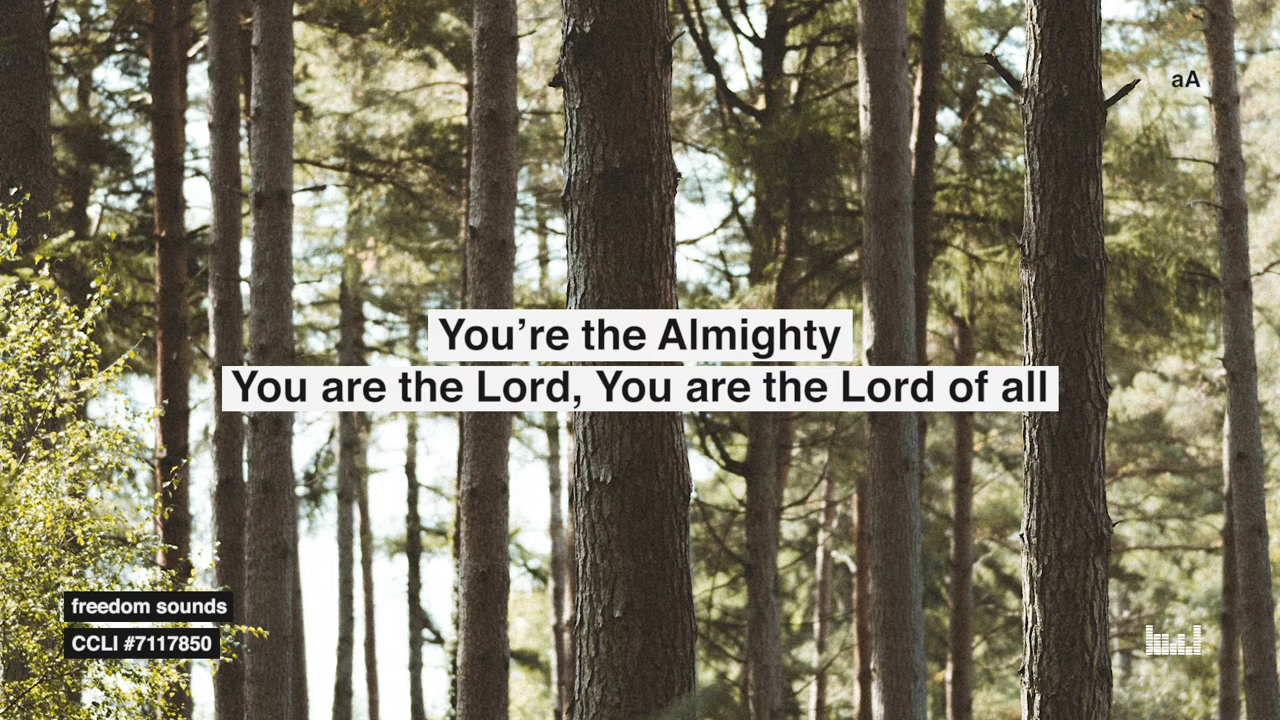 aA
You’re the Almighty
You are the Lord, You are the Lord of all
freedom sounds
CCLI #7117850